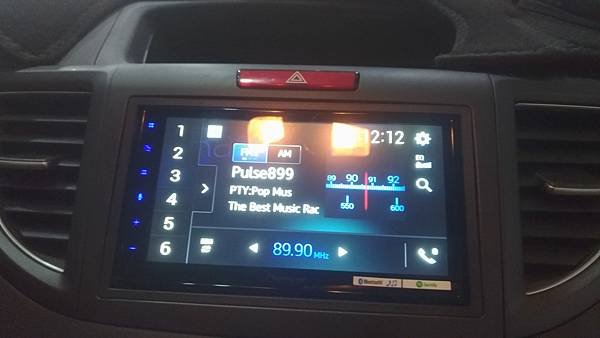 1
2
3
4
5
6
2:12
AM
Pulse899
PTY:Pop Mus
The Best Music Rac
89 90 91 92
550 600
89.90 MHz
Bluetooth
Spotify